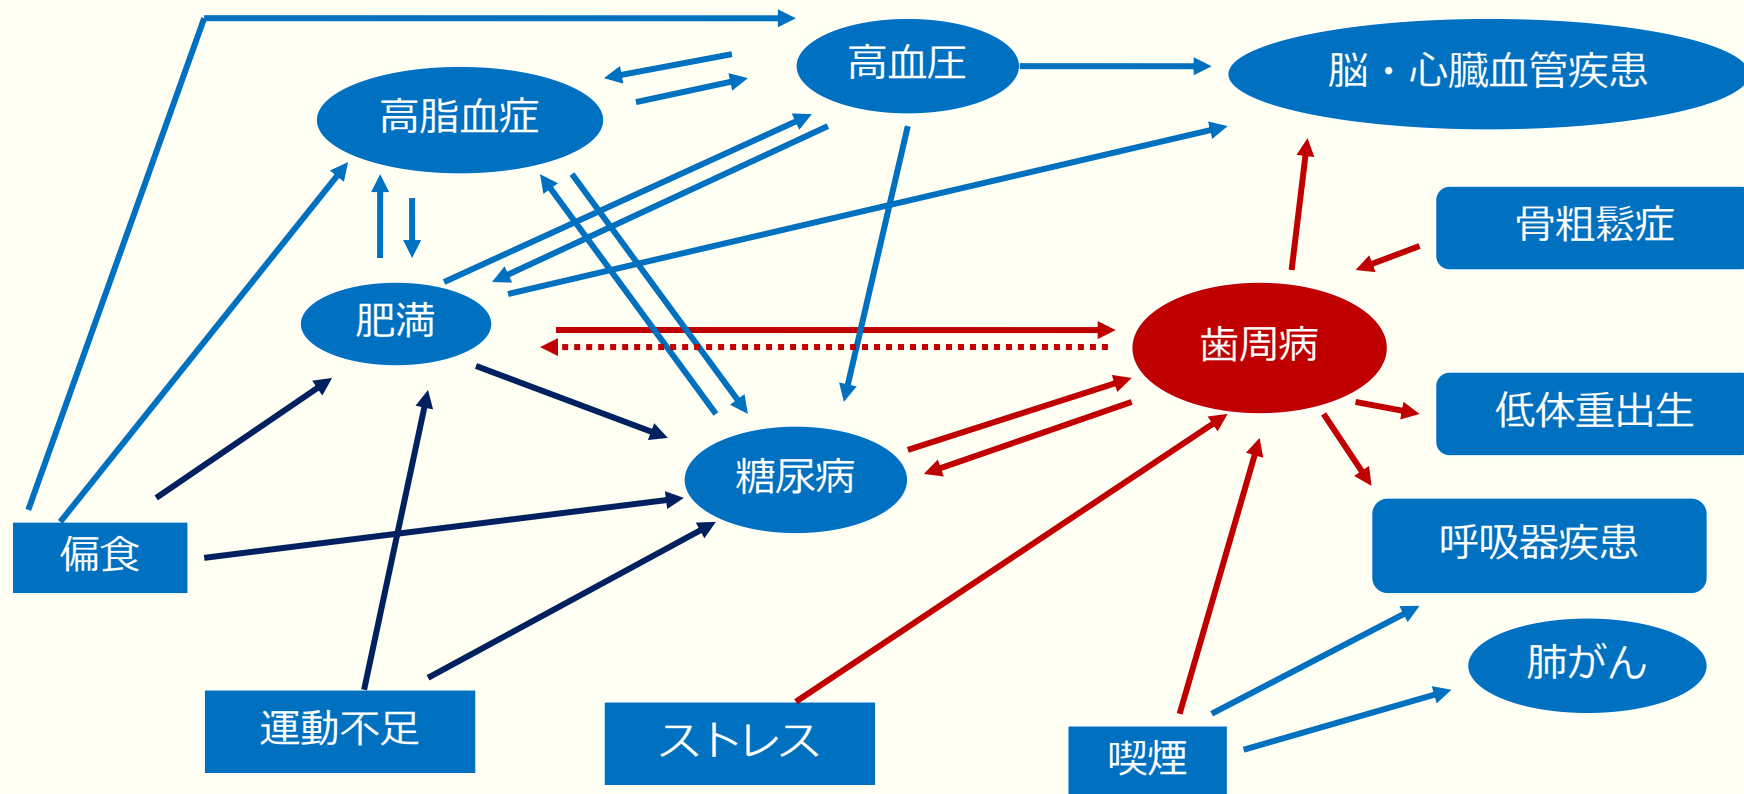 高血圧
脳・心臓血管疾患
高脂血症
骨粗鬆症
肥満
歯周病
低体重出生
糖尿病
偏食
呼吸器疾患
肺がん
運動不足
ストレス
喫煙